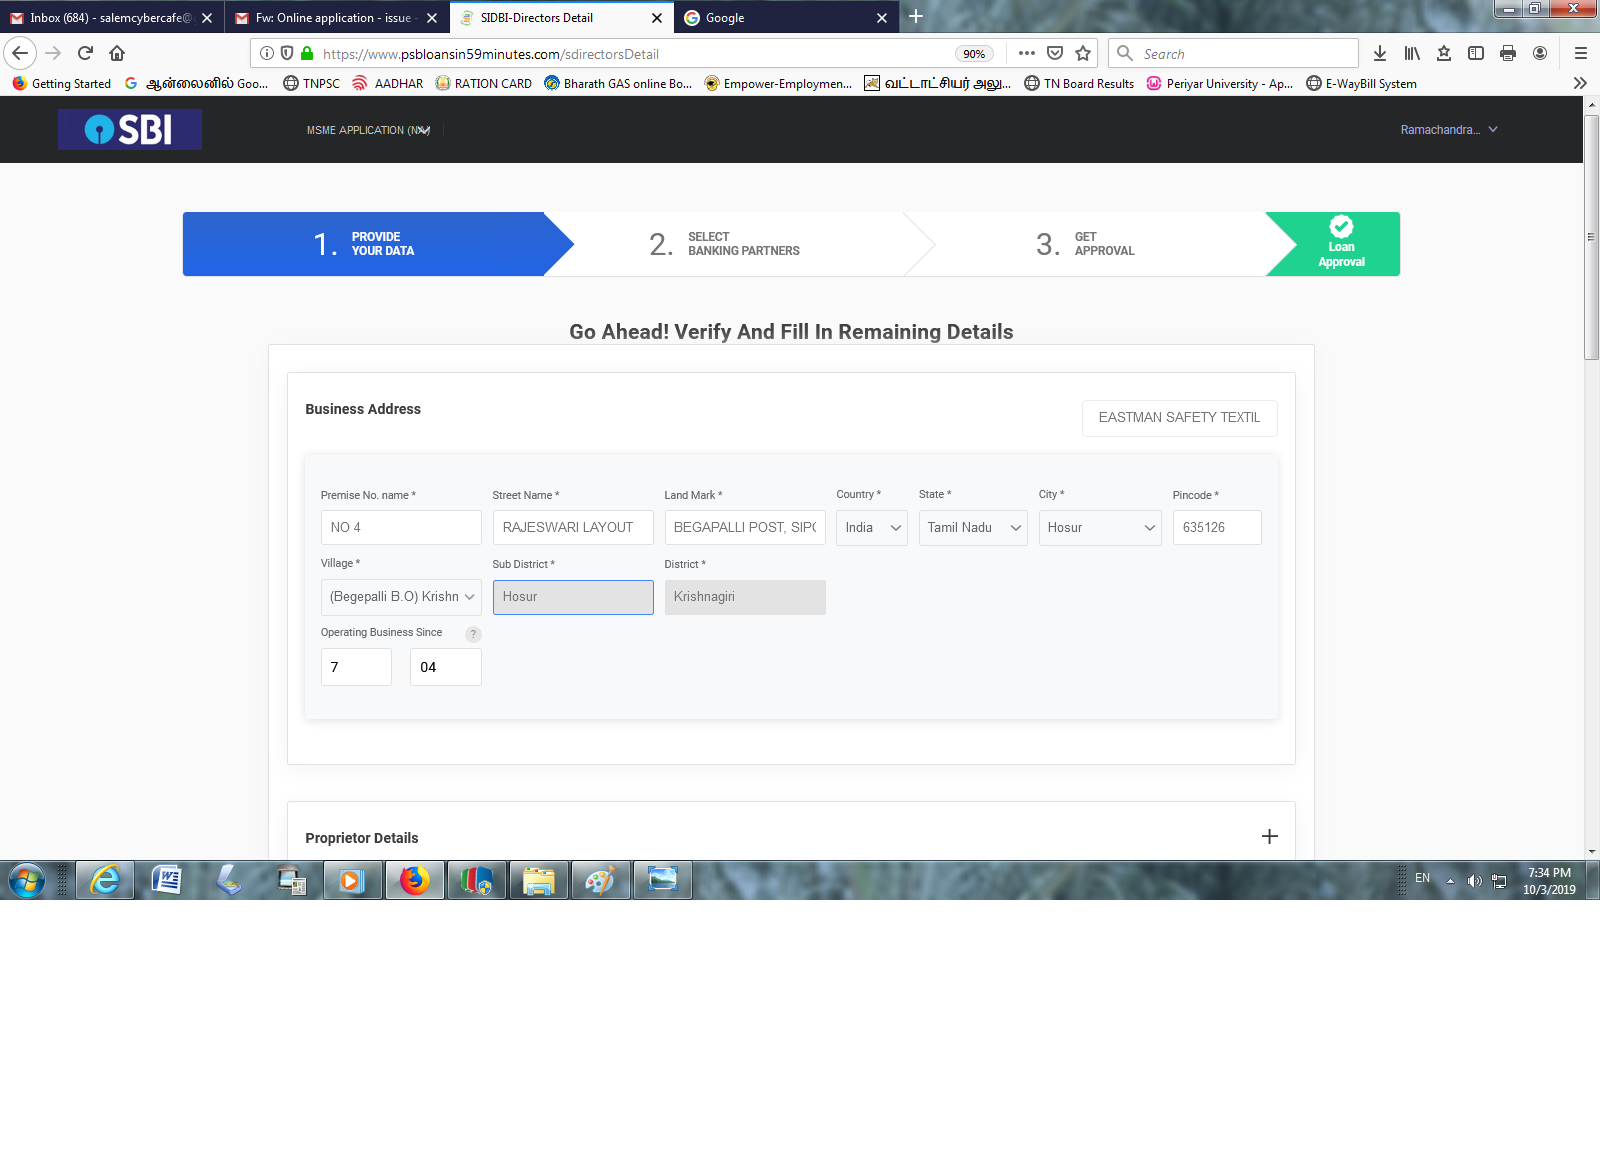 Inbox (684) - salemcybercafe@
Fw: Online application - issue -
SIDBI-Directors Detail
Google
https://www.psbloansin59minutes.com/sdirectorsDetail
90%
Search
Getting Started
ஆன்லைனில் Goo...
TNPSC
AADHAR
RATION CARD
Bharath GAS online Bo...
Empower-Employmen...
வட்டாட்சியர் அலு...
TN Board Results
Periyar University - Ap...
E-WayBill System
SBI
MSME APPLICATION (NA)
Ramachandra...
1. PROVIDE
YOUR DATA
2. SELECT
BANKING PARTNERS
3. GET
APPROVAL
Loan
Approval
Go Ahead! Verify And Fill In Remaining Details
Business Address
EASTMAN SAFETY TEXTIL
Premise No. name * Street Name * Land Mark * Country * State * City * Pincode *
NO 4 RAJESWARI LAYOUT BEGAPALLI POST, SIPC India Tamil Nadu Hosur 635126
Village * Sub District * District *
(Begepalli B.O) Krishn Hosur Krishnagiri
Operating Business Since ?
7 04
Proprietor Details +
EN
7:34 PM
10/3/2019